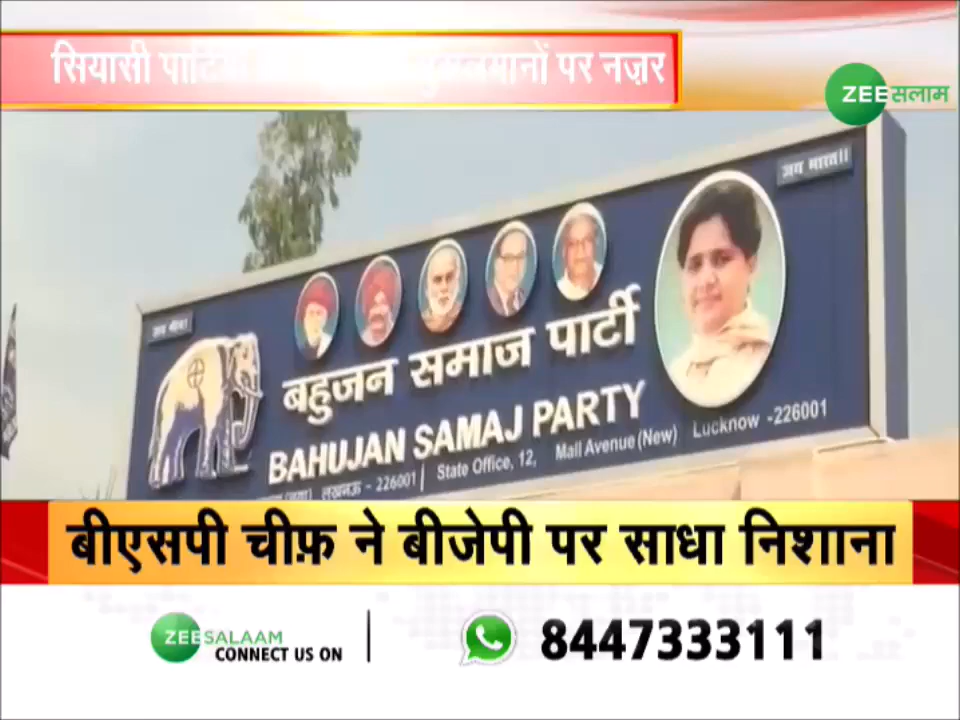 सियासी पार्टियों मुसलमानों पर नज़र
ZEE सलाम
जय भीम!
जय भारत!!
बहुजन समाज पार्टी
BAHUJAN SAMAJ PARTY
लखनऊ - 226001 | State Office, 12, Mall Avenue (New) Lucknow -226001
बीएसपी चीफ़ ने बीजेपी पर साधा निशाना
ZEE SALAAM
CONNECT US ON
8447333111